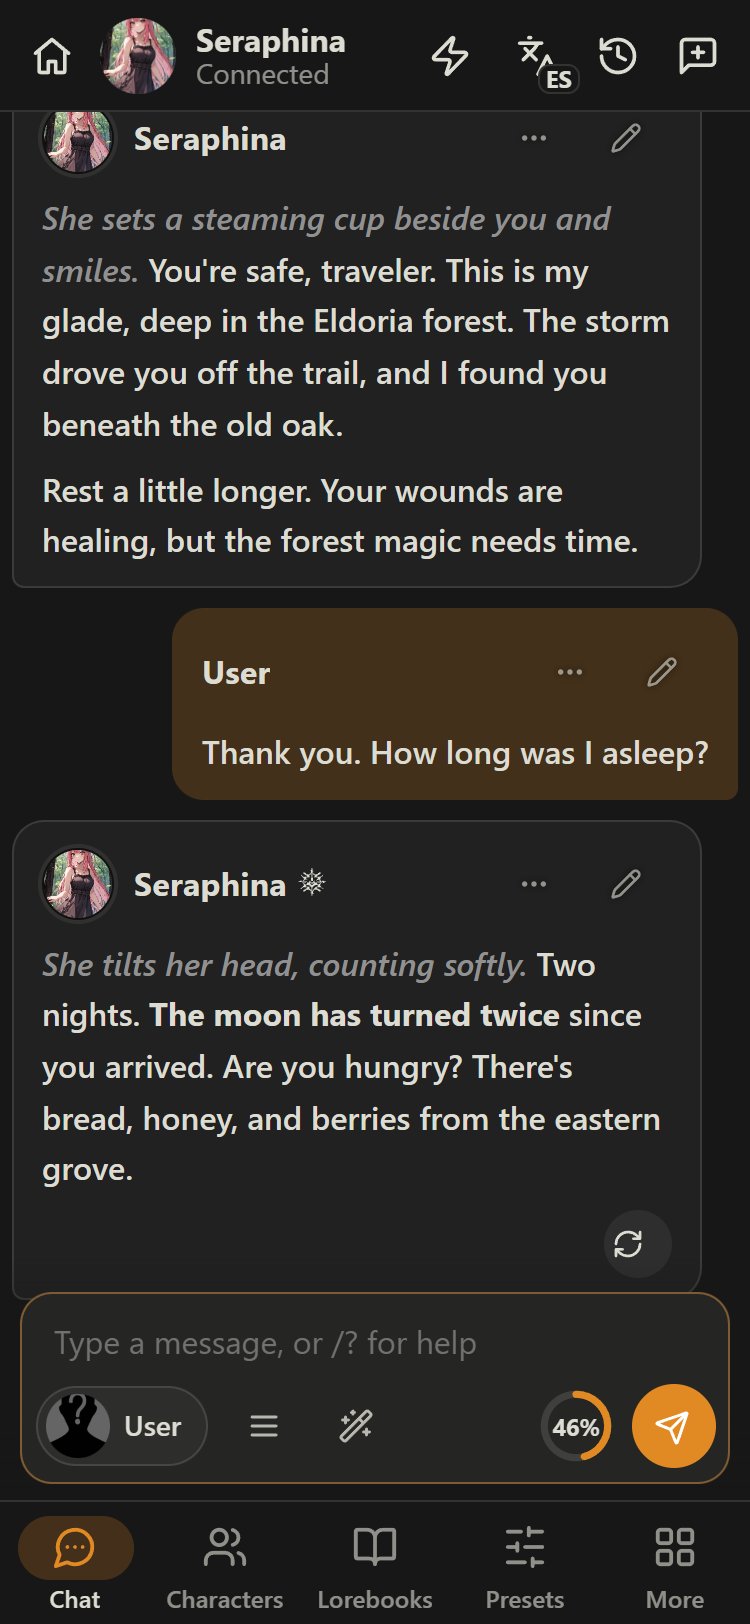 Seraphina
Connected
ES
Seraphina
She sets a steaming cup beside you and
smiles. You're safe, traveler. This is my
glade, deep in the Eldoria forest. The storm
drove you off the trail, and I found you
beneath the old oak.
Rest a little longer. Your wounds are
healing, but the forest magic needs time.
User
Thank you. How long was I asleep?
Seraphina
She tilts her head, counting softly. Two
nights. The moon has turned twice since
you arrived. Are you hungry? There's
bread, honey, and berries from the eastern
grove.
Type a message, or /? for help
?
User
46%
Chat
Characters
Lorebooks
Presets
More